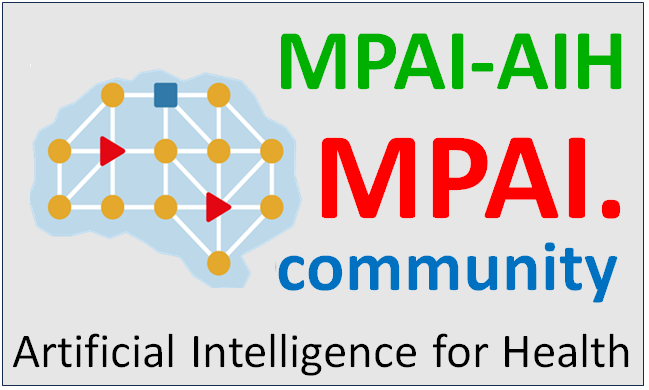 MPAI-AIH
MPAI.
community
Artificial Intelligence for Health